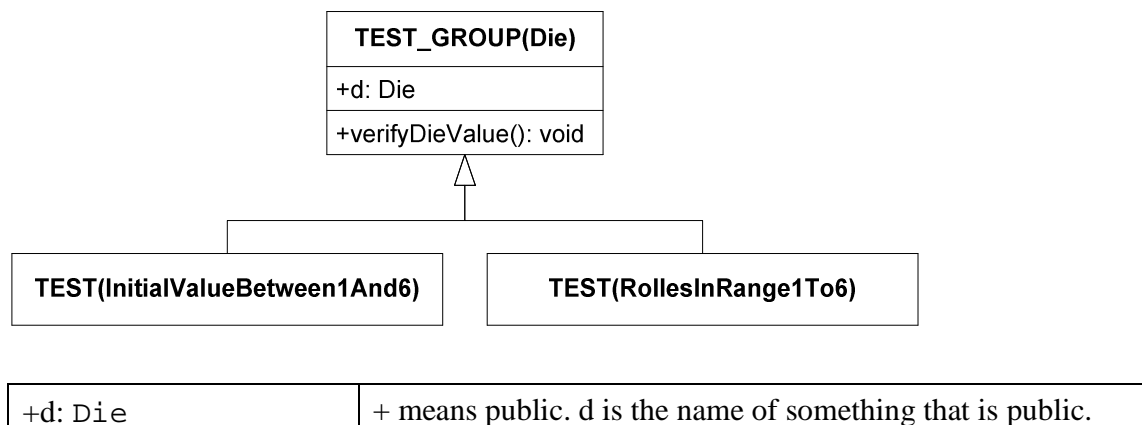 TEST_GROUP(Die)
+d: Die
+verifyDieValue(): void
TEST(InitialValueBetween1And6)
TEST(RollesInRange1To6)
+d: Die
+ means public. d is the name of something that is public.